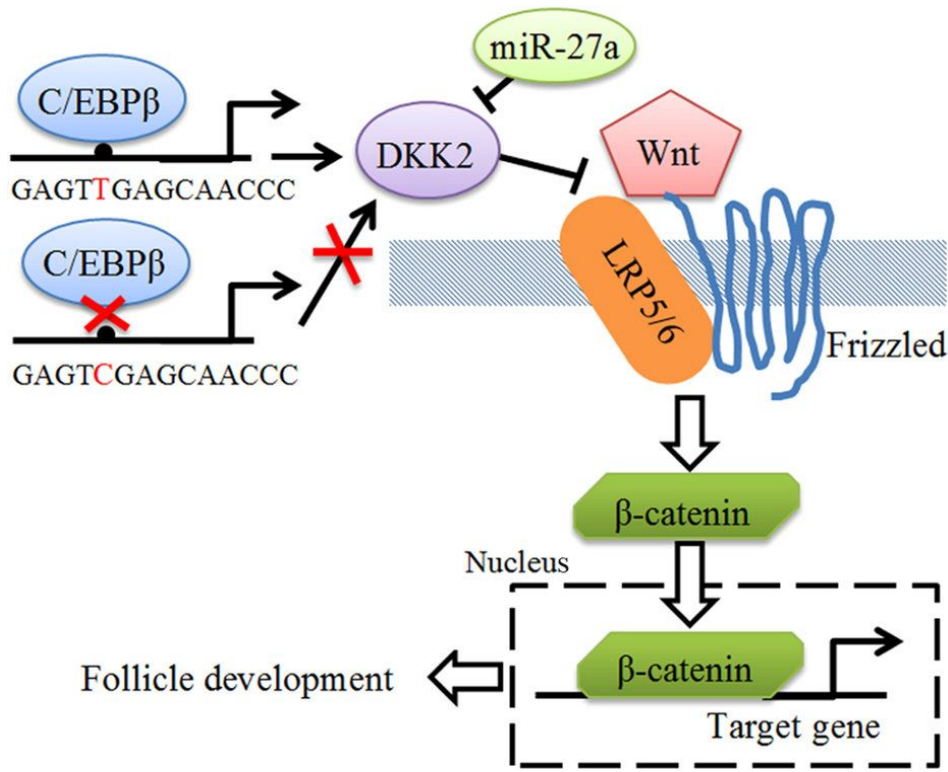 miR-27a
C/EBPβ
DKK2
Wnt
GAGTTGAGCAACCC
C/EBPβ
LRP5/6
Frizzled
GAGTCGAGCAACCC
β-catenin
Nucleus
β-catenin
Follicle development
Target gene